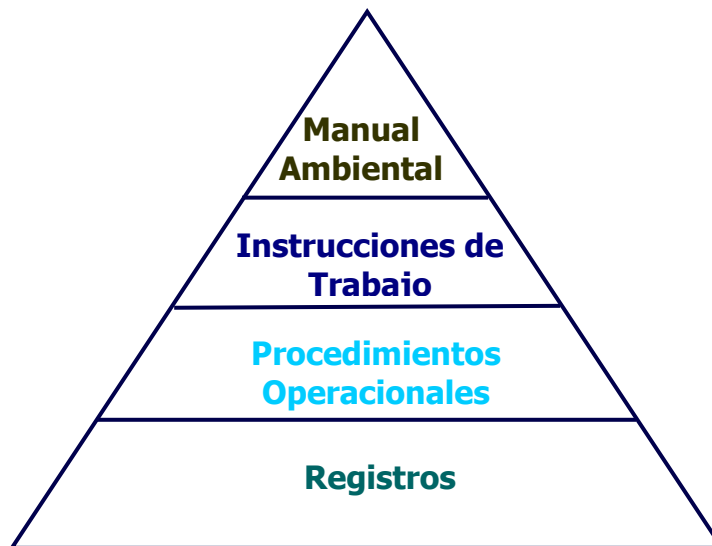 Manual
Ambiental
Instrucciones de
Trabajo
Procedimientos
Operacionales
Registros